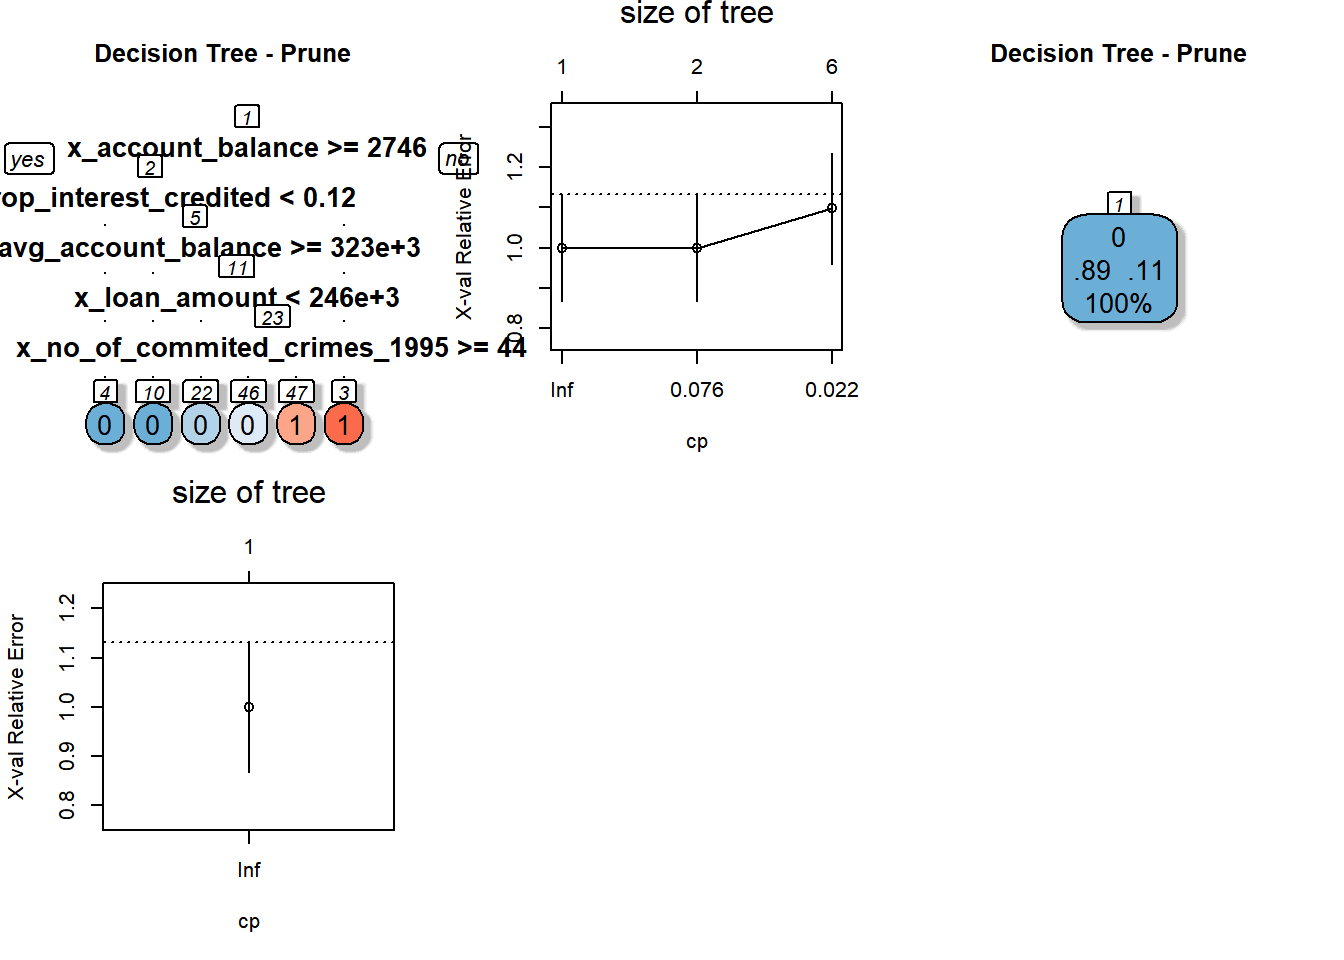 Decision Tree - Prune
1
yes
x_account_balance >= 2746
no
2
op_interest_credited < 0.12
5
avg_account_balance >= 323e+3
11
x_loan_amount < 246e+3
23
x_no_of_commited_crimes_1995 >= 44
4 10 22 46 47 3
0 0 0 0 1 1
size of tree
1 2 6
X-val Relative Error
0.8 1.0 1.2
Inf 0.076 0.022
cp
Decision Tree - Prune
1
0
.89 .11
100%
size of tree
1
X-val Relative Error
0.8 0.9 1.0 1.1 1.2
Inf
cp